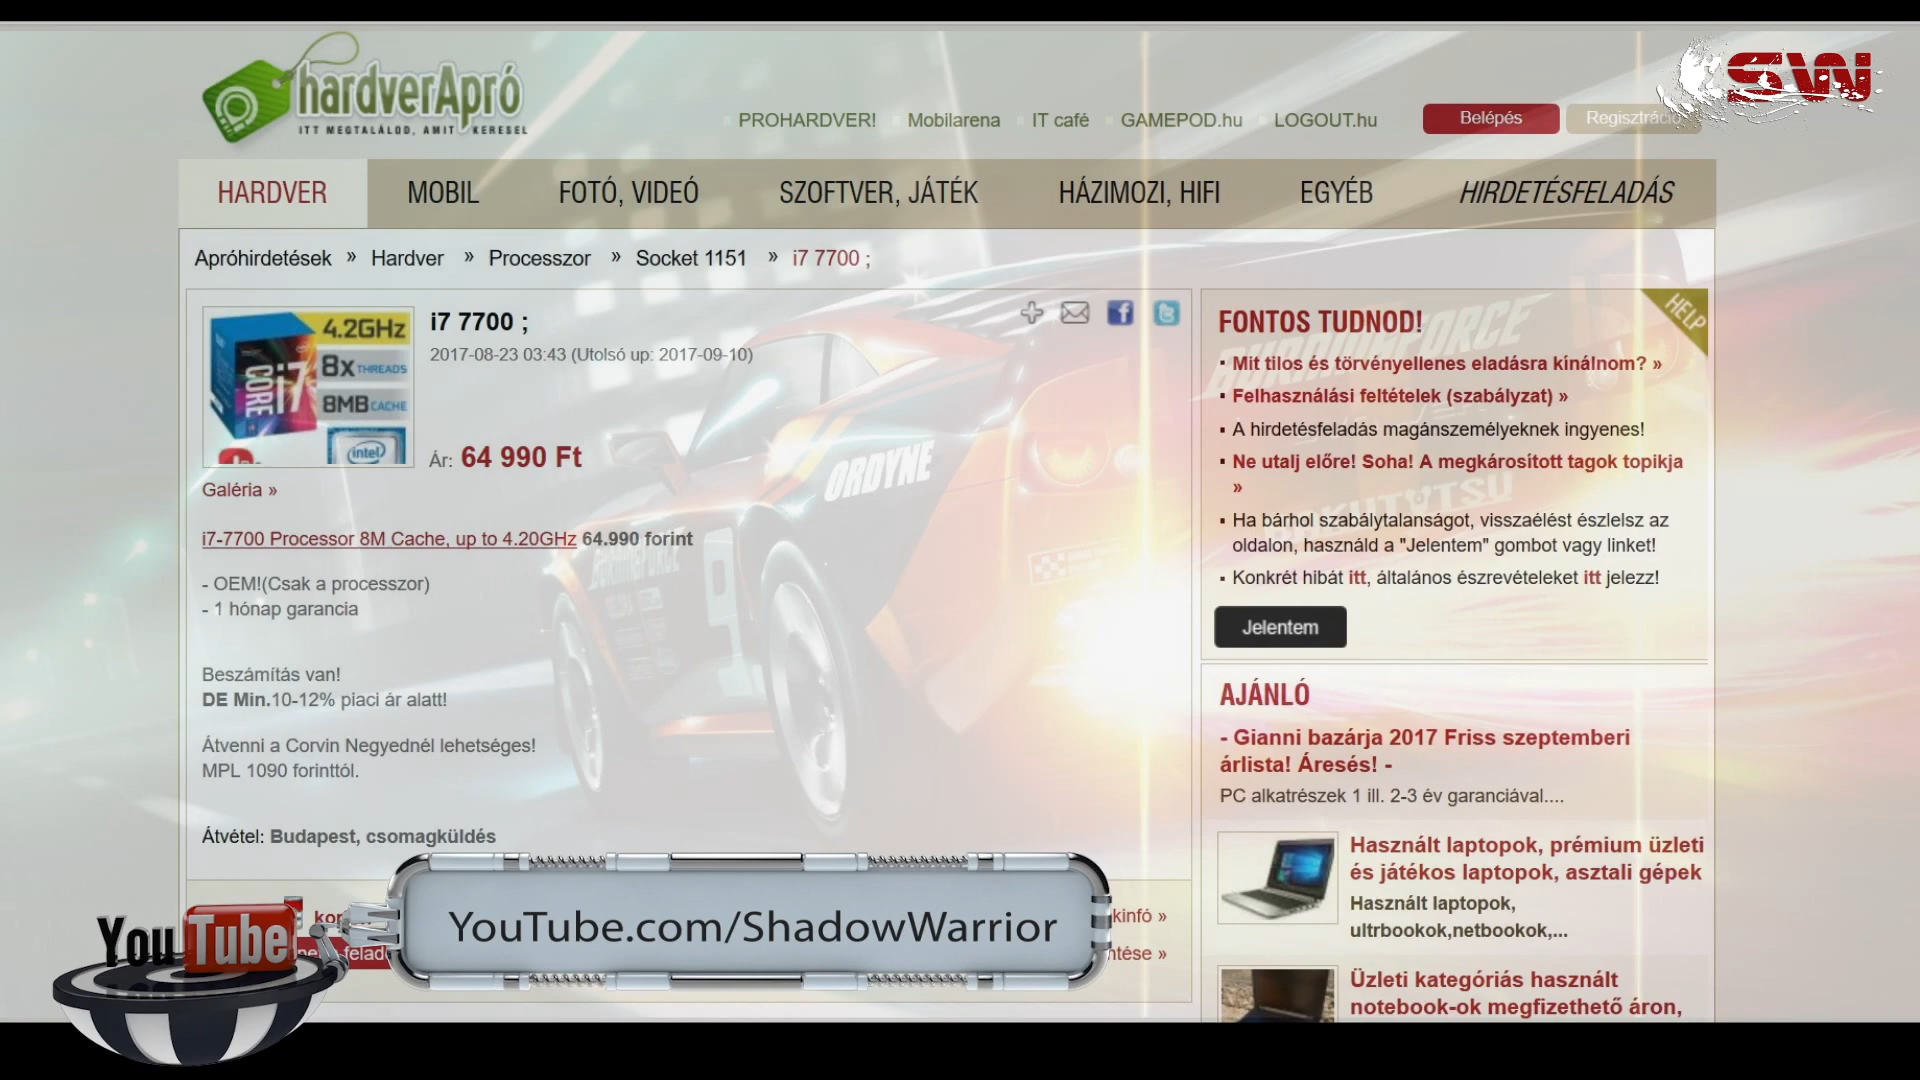 hardverApró
ITT MEGTALÁLOD, AMIT KERESEL
PROHARDVER! Mobilarena IT café GAMEPOD.hu LOGOUT.hu
Belépés Regisztráció
SW
HARDVER MOBIL FOTÓ, VIDEÓ SZOFTVER, JÁTÉK HÁZIMOZI, HIFI EGYÉB HIRDETÉSFELADÁS
Apróhirdetések » Hardver » Processzor » Socket 1151 » i7 7700 ;
4.2GHz
8x THREADS
8MB CACHE
CORE i7
intel
i7 7700 ;
2017-08-23 03:43 (Utolsó up: 2017-09-10)
Ár: 64 990 Ft
Galéria »
i7-7700 Processor 8M Cache, up to 4.20GHz 64.990 forint
- OEM!(Csak a processzor)
- 1 hónap garancia
Beszámítás van!
DE Min.10-12% piaci ár alatt!
Átvenni a Corvin Negyednél lehetséges!
MPL 1090 forinttól.
Átvétel: Budapest, csomagküldés
ORDYNE
HELP
FONTOS TUDNOD!
▪ Mit tilos és törvényellenes eladásra kínálnom? »
▪ Felhasználási feltételek (szabályzat) »
▪ A hirdetésfeladás magánszemélyeknek ingyenes!
▪ Ne utalj előre! Soha! A megkárosított tagok topikja
»
▪ Ha bárhol szabálytalanságot, visszaélést észlelsz az
oldalon, használd a "Jelentem" gombot vagy linket!
▪ Konkrét hibát itt, általános észrevételeket itt jelezz!
Jelentem
AJÁNLÓ
- Gianni bazárja 2017 Friss szeptemberi
árlista! Áresés! -
PC alkatrészek 1 ill. 2-3 év garanciával....
Használt laptopok, prémium üzleti
és játékos laptopok, asztali gépek
Használt laptopok,
ultrbookok,netbookok,...
Üzleti kategóriás használt
notebook-ok megfizethető áron,
YouTube
YouTube.com/ShadowWarrior
kinfó »
ntése »